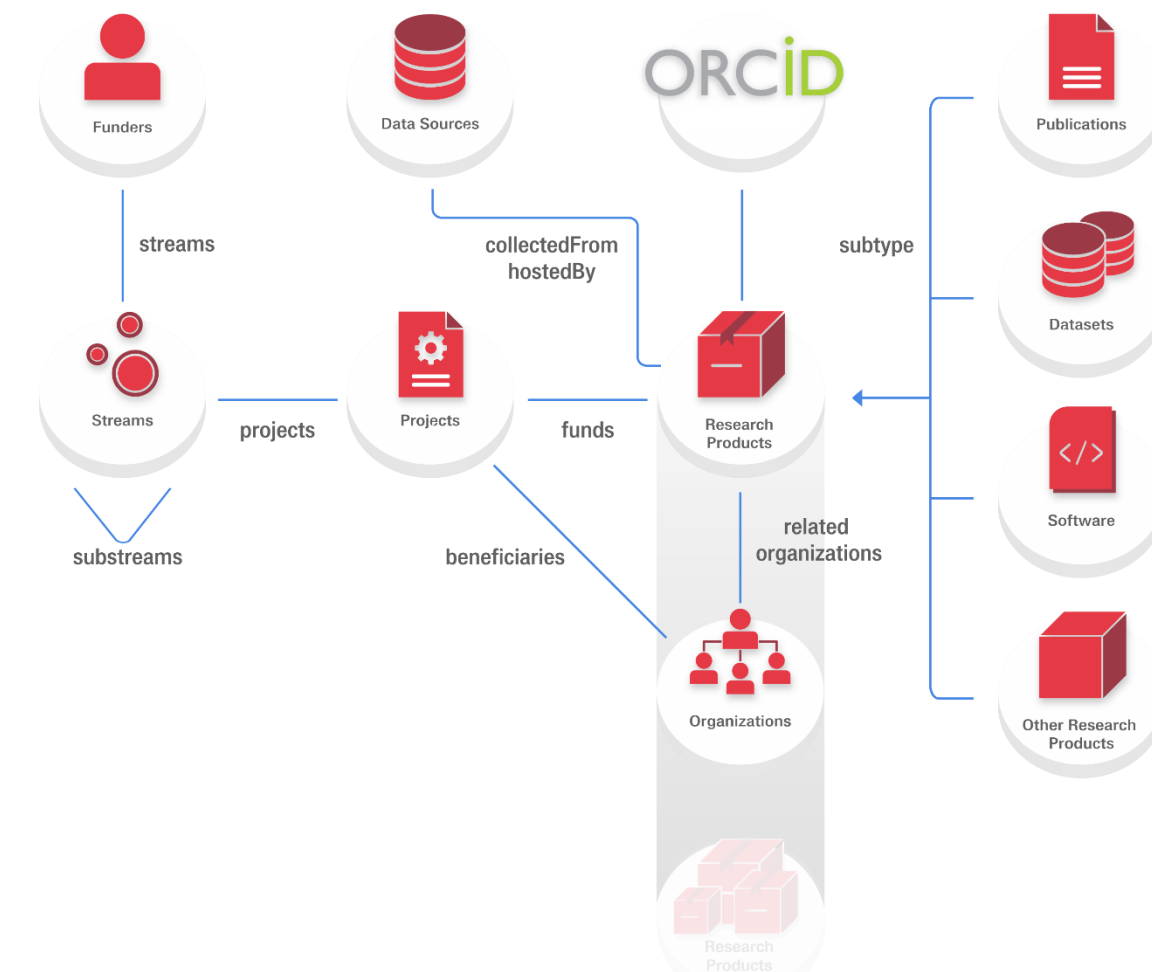 ORCiD
Funders
Data Sources
Publications
streams
collectedFrom
hostedBy
subtype
Datasets
Streams
projects
Projects
funds
Research
Products
</>
Software
substreams
beneficiaries
related
organizations
Organizations
Other Research
Products
Research
Products